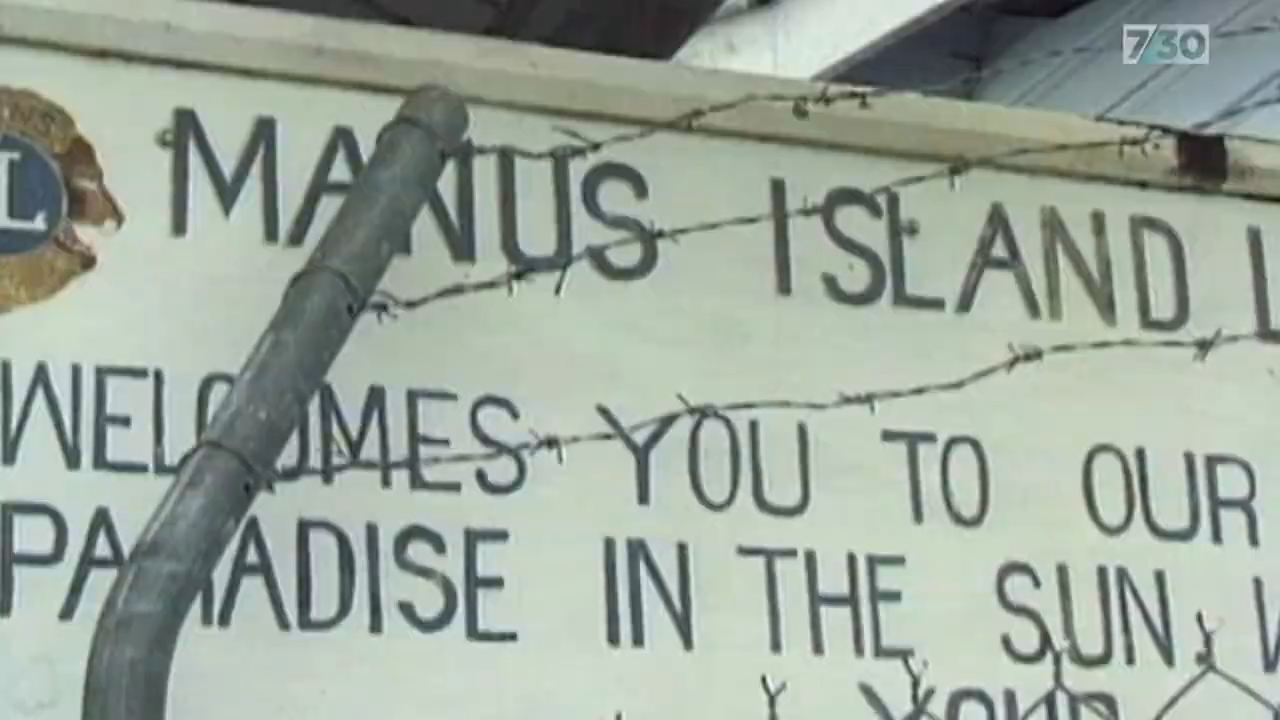 7.30
L MANUS ISLAND L
WELCOMES YOU TO OUR
PARADISE IN THE SUN.
YOUR